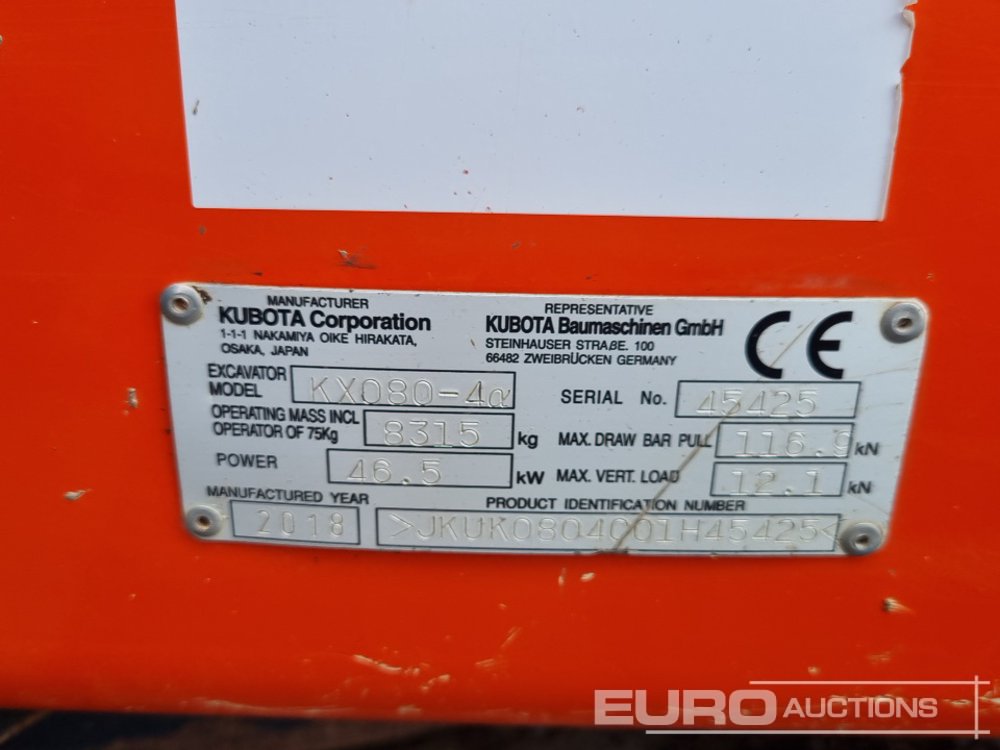 MANUFACTURER
KUBOTA Corporation
1-1-1 NAKAMIYA OIKE HIRAKATA,
OSAKA, JAPAN
REPRESENTATIVE
KUBOTA Baumaschinen GmbH
STEINHAUSER STRAßE. 100
66482 ZWEIBRÜCKEN GERMANY
CE
EXCAVATOR
MODEL KX080-4α
SERIAL No. 45425
OPERATING MASS INCL
OPERATOR OF 75Kg 8315 kg
MAX. DRAW BAR PULL 116.9 kN
POWER 46.5 kW
MAX. VERT. LOAD 12.1 kN
MANUFACTURED YEAR
2018
PRODUCT IDENTIFICATION NUMBER
>JKUK0804C01H45425<
EURO AUCTIONS